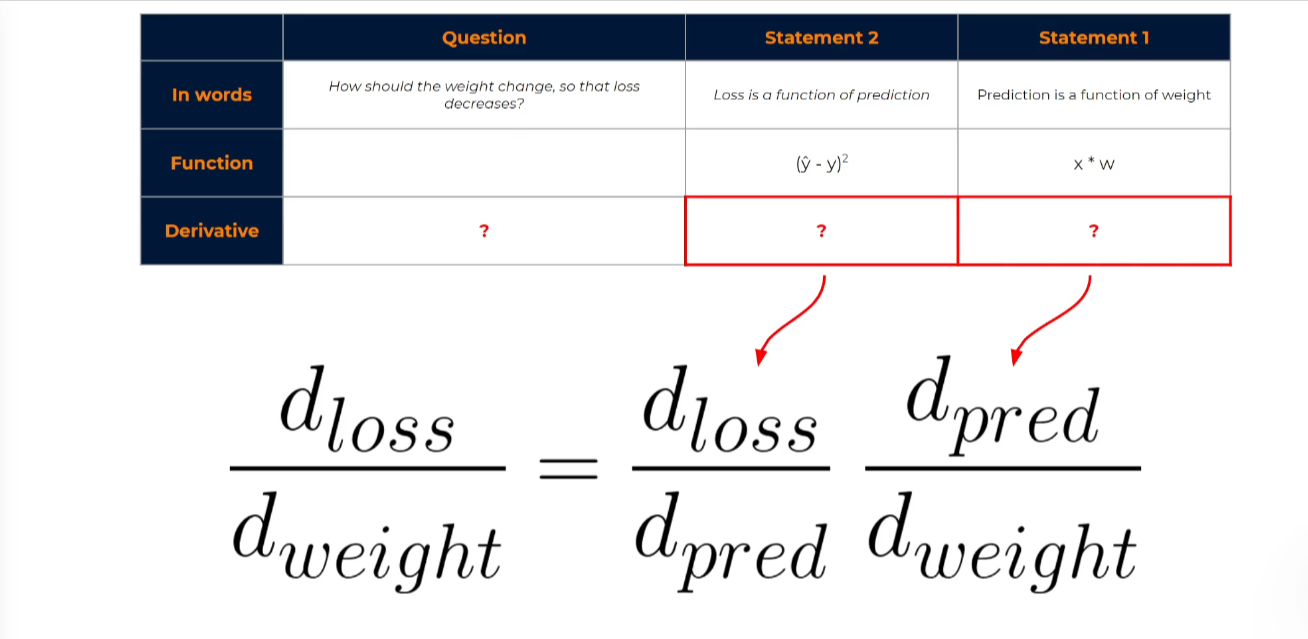 Question Statement 2 Statement 1
In words How should the weight change, so that loss decreases? Loss is a function of prediction Prediction is a function of weight
Function (ŷ - y)² x * w
Derivative ? ? ?
d_loss / d_weight = d_loss / d_pred d_pred / d_weight